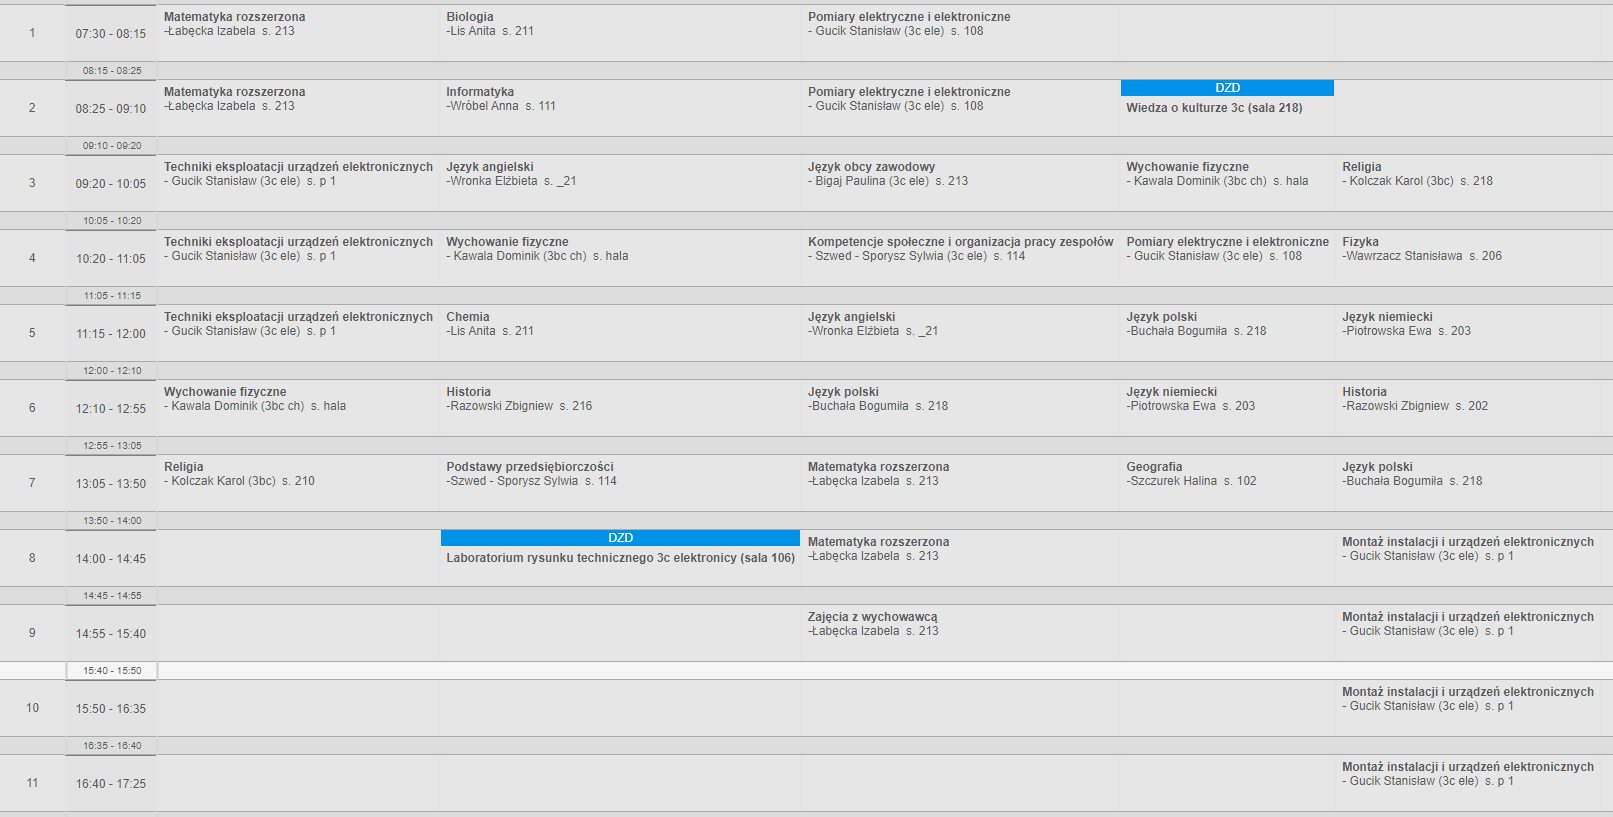 1
07:30 - 08:15
Matematyka rozszerzona
-Łabęcka Izabela s. 213
Biologia
-Lis Anita s. 211
Pomiary elektryczne i elektroniczne
- Gucik Stanisław (3c ele) s. 108
08:15 - 08:25
2
08:25 - 09:10
Matematyka rozszerzona
-Łabęcka Izabela s. 213
Informatyka
-Wróbel Anna s. 111
Pomiary elektryczne i elektroniczne
- Gucik Stanisław (3c ele) s. 108
DZD
Wiedza o kulturze 3c (sala 218)
09:10 - 09:20
3
09:20 - 10:05
Techniki eksploatacji urządzeń elektronicznych
- Gucik Stanisław (3c ele) s. p 1
Język angielski
-Wronka Elżbieta s. _21
Język obcy zawodowy
- Bigaj Paulina (3c ele) s. 213
Wychowanie fizyczne
- Kawala Dominik (3bc ch) s. hala
Religia
- Kolczak Karol (3bc) s. 218
10:05 - 10:20
4
10:20 - 11:05
Techniki eksploatacji urządzeń elektronicznych
- Gucik Stanisław (3c ele) s. p 1
Wychowanie fizyczne
- Kawala Dominik (3bc ch) s. hala
Kompetencje społeczne i organizacja pracy zespołów
- Szwed - Sporysz Sylwia (3c ele) s. 114
Pomiary elektryczne i elektroniczne
- Gucik Stanisław (3c ele) s. 108
Fizyka
-Wawrzacz Stanisława s. 206
11:05 - 11:15
5
11:15 - 12:00
Techniki eksploatacji urządzeń elektronicznych
- Gucik Stanisław (3c ele) s. p 1
Chemia
-Lis Anita s. 211
Język angielski
-Wronka Elżbieta s. _21
Język polski
-Buchała Bogumiła s. 218
Język niemiecki
-Piotrowska Ewa s. 203
12:00 - 12:10
6
12:10 - 12:55
Wychowanie fizyczne
- Kawala Dominik (3bc ch) s. hala
Historia
-Razowski Zbigniew s. 216
Język polski
-Buchała Bogumiła s. 218
Język niemiecki
-Piotrowska Ewa s. 203
Historia
-Razowski Zbigniew s. 202
12:55 - 13:05
7
13:05 - 13:50
Religia
- Kolczak Karol (3bc) s. 210
Podstawy przedsiębiorczości
-Szwed - Sporysz Sylwia s. 114
Matematyka rozszerzona
-Łabęcka Izabela s. 213
Geografia
-Szczurek Halina s. 102
Język polski
-Buchała Bogumiła s. 218
13:50 - 14:00
8
14:00 - 14:45
DZD
Laboratorium rysunku technicznego 3c elektronicy (sala 106)
Matematyka rozszerzona
-Łabęcka Izabela s. 213
Montaż instalacji i urządzeń elektronicznych
- Gucik Stanisław (3c ele) s. p 1
14:45 - 14:55
9
14:55 - 15:40
Zajęcia z wychowawcą
-Łabęcka Izabela s. 213
Montaż instalacji i urządzeń elektronicznych
- Gucik Stanisław (3c ele) s. p 1
15:40 - 15:50
10
15:50 - 16:35
Montaż instalacji i urządzeń elektronicznych
- Gucik Stanisław (3c ele) s. p 1
16:35 - 16:40
11
16:40 - 17:25
Montaż instalacji i urządzeń elektronicznych
- Gucik Stanisław (3c ele) s. p 1